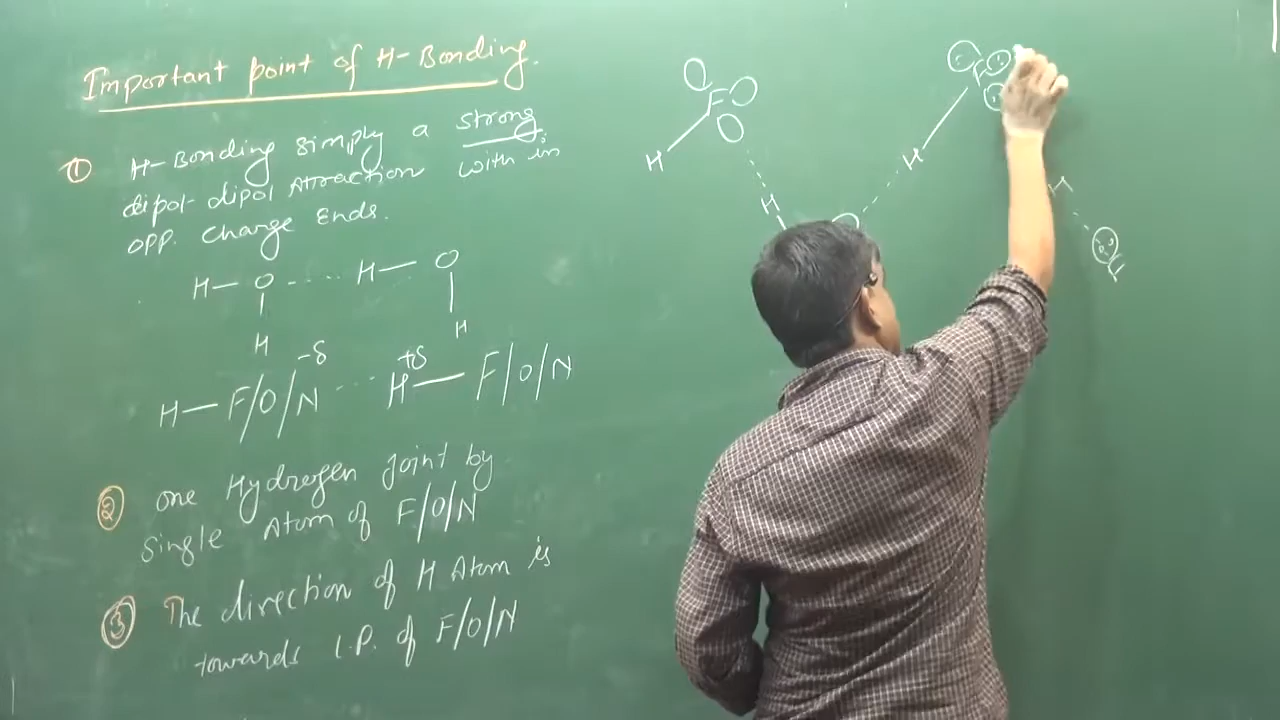 Important point of H-Bonding.
① H-Bonding simply a strong
dipol-dipol Attraction with in
opp. charge Ends.
H—O----H—O
H H
-δ +δ
H—F/O/N---H—F/O/N
② one Hydrogen joint by
single Atom of F/O/N
③ The direction of H Atom is
towards L.P. of F/O/N
F
H
H
F
H
H
F